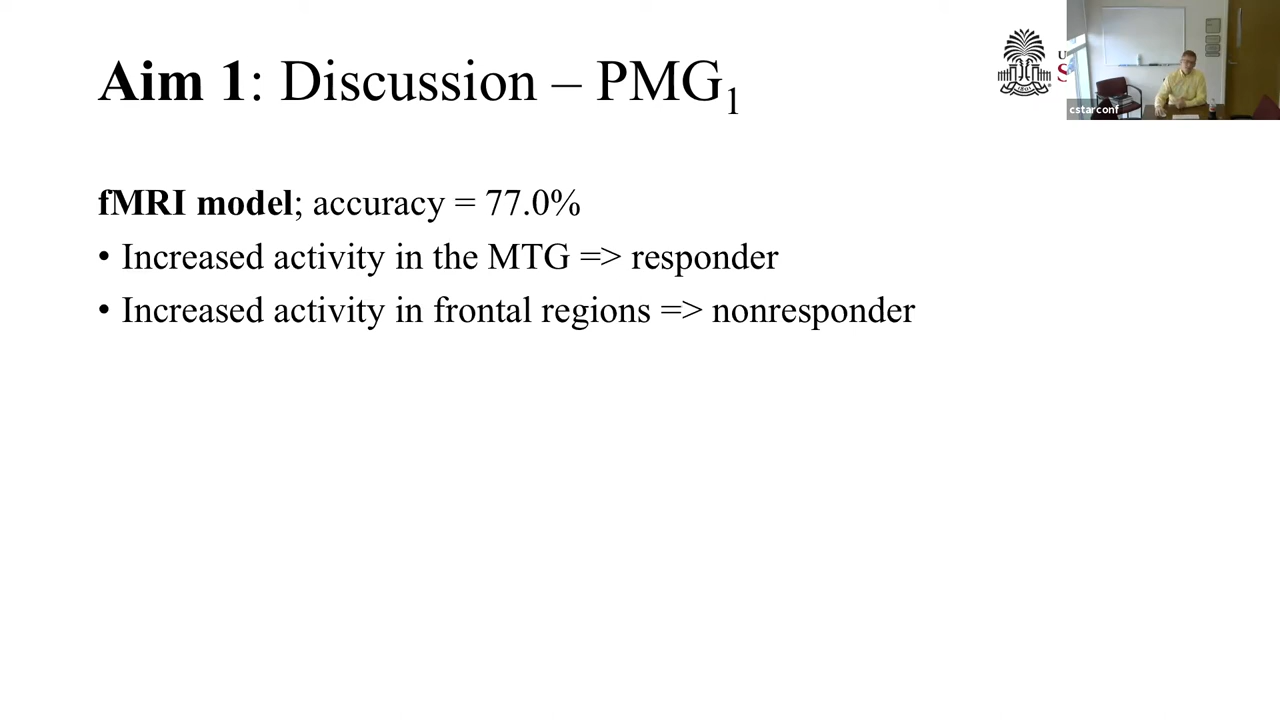 Aim 1: Discussion – PMG₁
U
S
cstarconf
fMRI model; accuracy = 77.0%
• Increased activity in the MTG => responder
• Increased activity in frontal regions => nonresponder